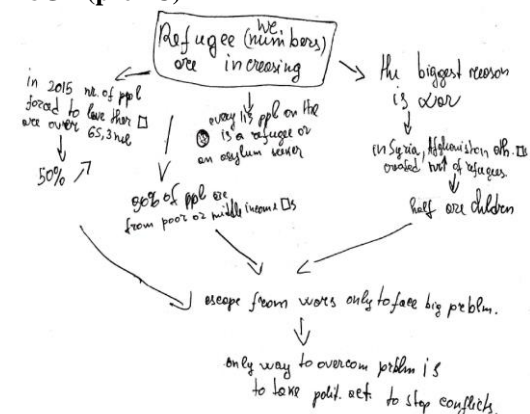 we,
Refugee (numbers)
are increasing
in 2015 nr. of ppl
forced to leave their □
are over 65,3 mil
50% ↗
every 113 ppl on the
is a refugee or
an asylum seeker
90% of ppl are
from poor or middle income □s
the biggest reason
is war
in Syria, Afghanistan oth. □s
created most of refugees.
half are children
escape from wars only to face big problm.
only way to overcom problm is
to take polit. act. to stop conflicts.